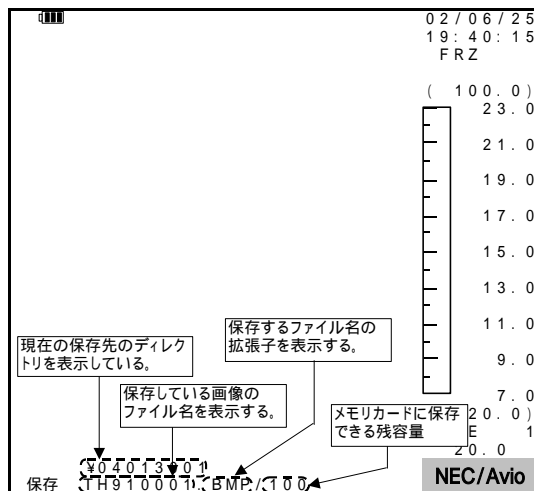 02/06/25
19:40:15
FRZ
( 100.0)
23.0
21.0
19.0
17.0
15.0
13.0
11.0
9.0
7.0
20.0)
E 1
20.0
保存するファイル名の
拡張子を表示する。
現在の保存先のディレク
トリを表示している。
保存している画像の
ファイル名を表示する。
メモリカードに保存
できる残容量
保存 TH910001.BMP/100
NEC/Avio